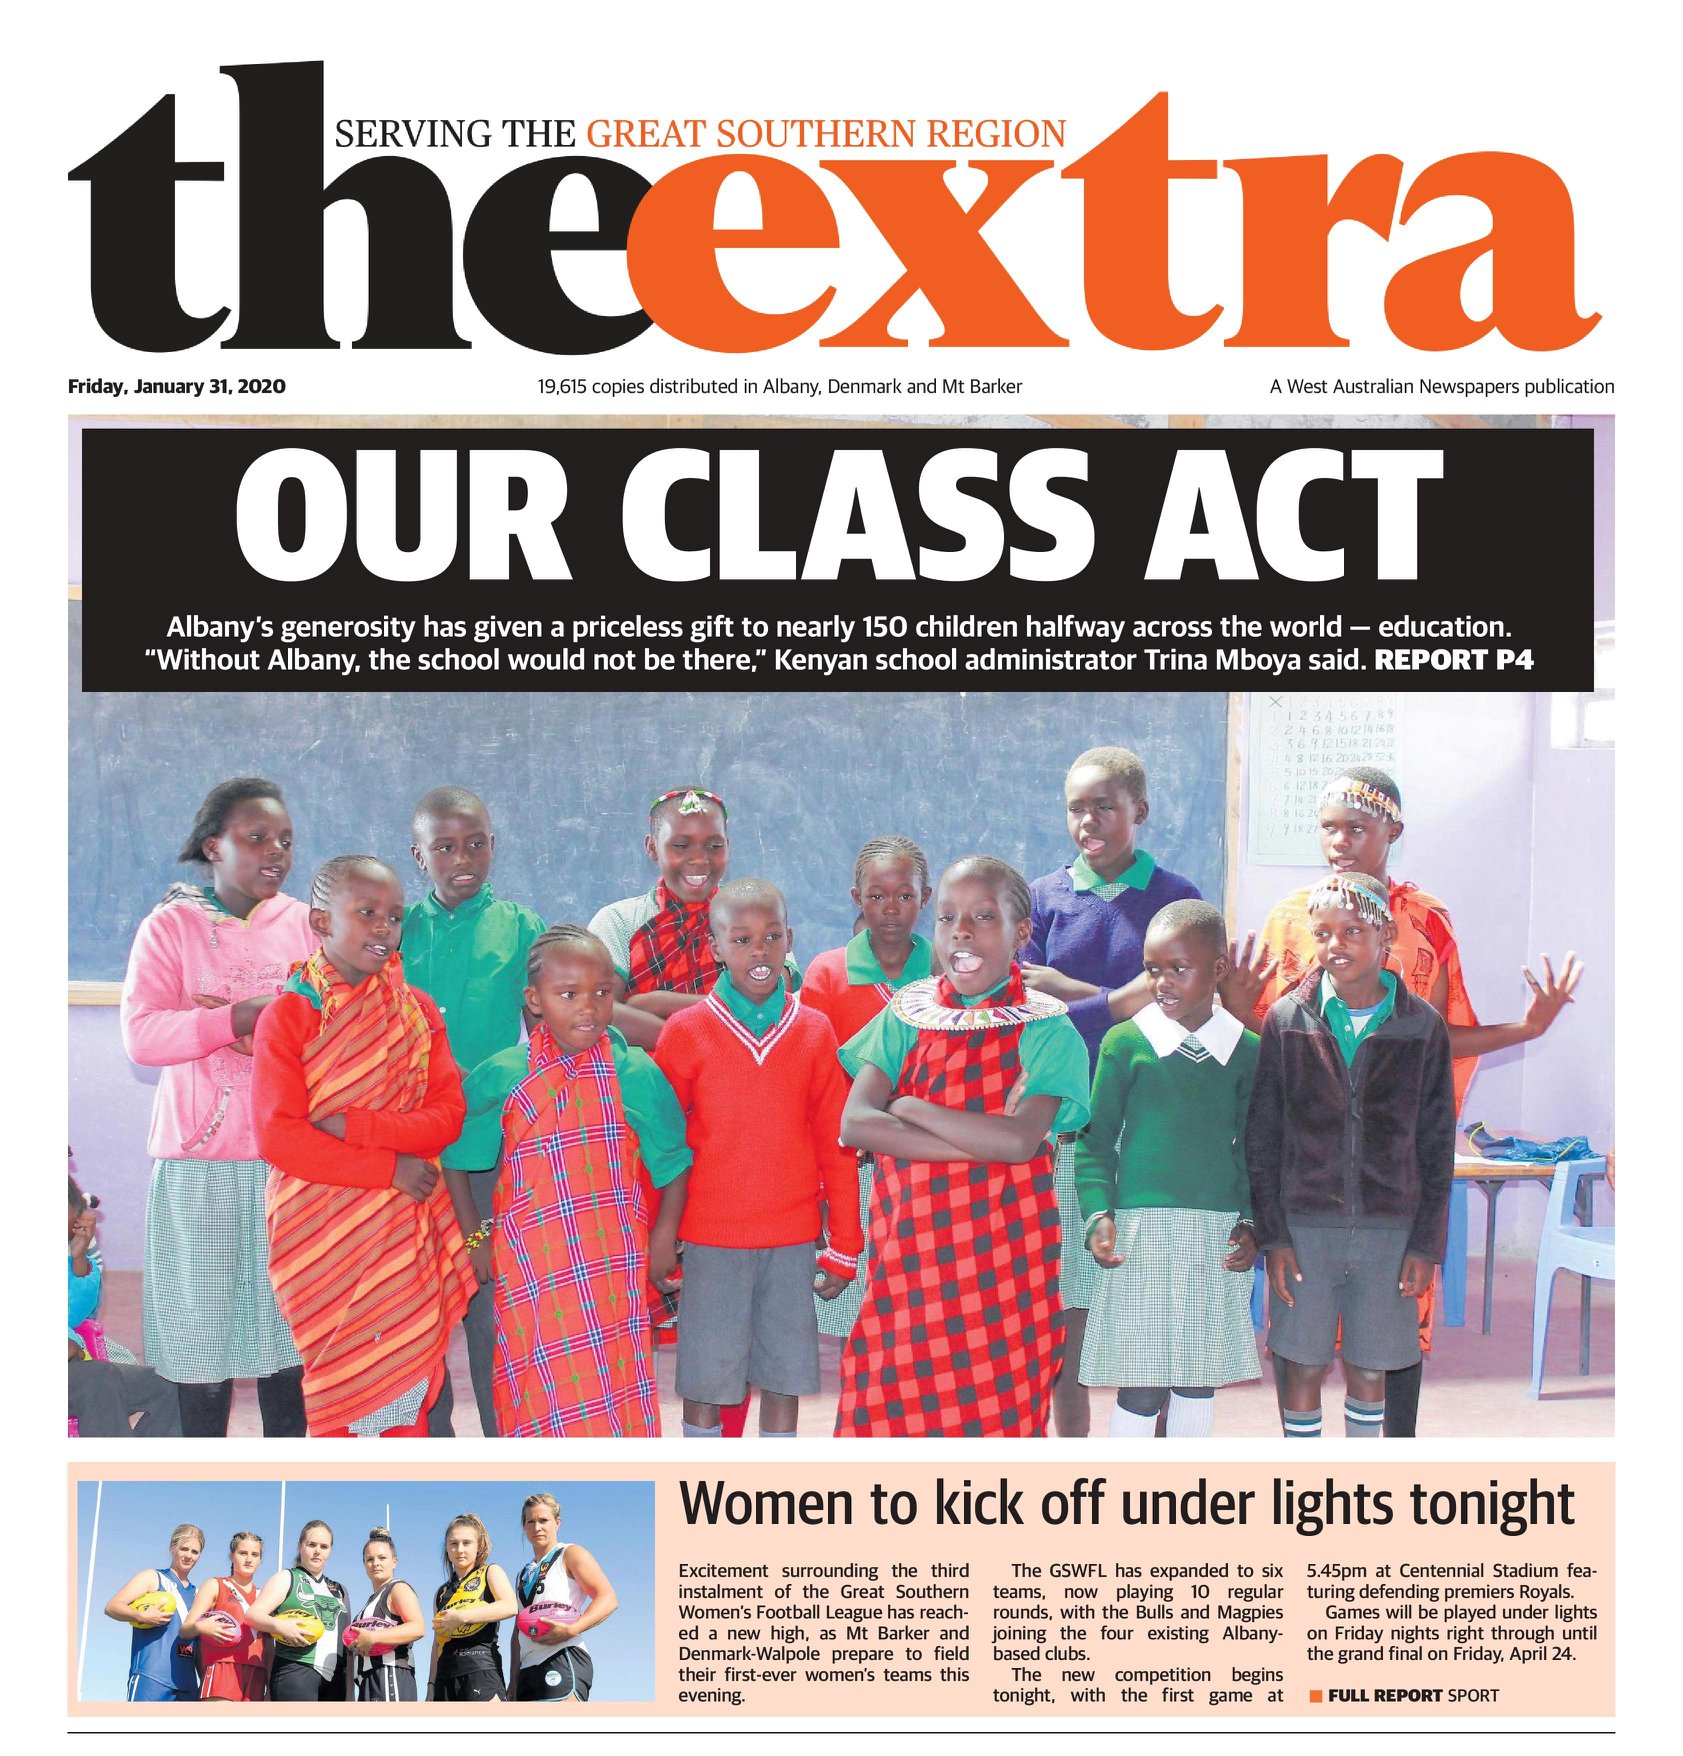 SERVING THE GREAT SOUTHERN REGION
theextra
Friday, January 31, 2020
19,615 copies distributed in Albany, Denmark and Mt Barker
A West Australian Newspapers publication
OUR CLASS ACT
Albany’s generosity has given a priceless gift to nearly 150 children halfway across the world — education.
“Without Albany, the school would not be there,” Kenyan school administrator Trina Mboya said. REPORT P4
Women to kick off under lights tonight
Excitement surrounding the third
instalment of the Great Southern
Women’s Football League has reach-
ed a new high, as Mt Barker and
Denmark-Walpole prepare to field
their first-ever women’s teams this
evening.
The GSWFL has expanded to six
teams, now playing 10 regular
rounds, with the Bulls and Magpies
joining the four existing Albany-
based clubs.
The new competition begins
tonight, with the first game at
5.45pm at Centennial Stadium fea-
turing defending premiers Royals.
Games will be played under lights
on Friday nights right through until
the grand final on Friday, April 24.
FULL REPORT SPORT